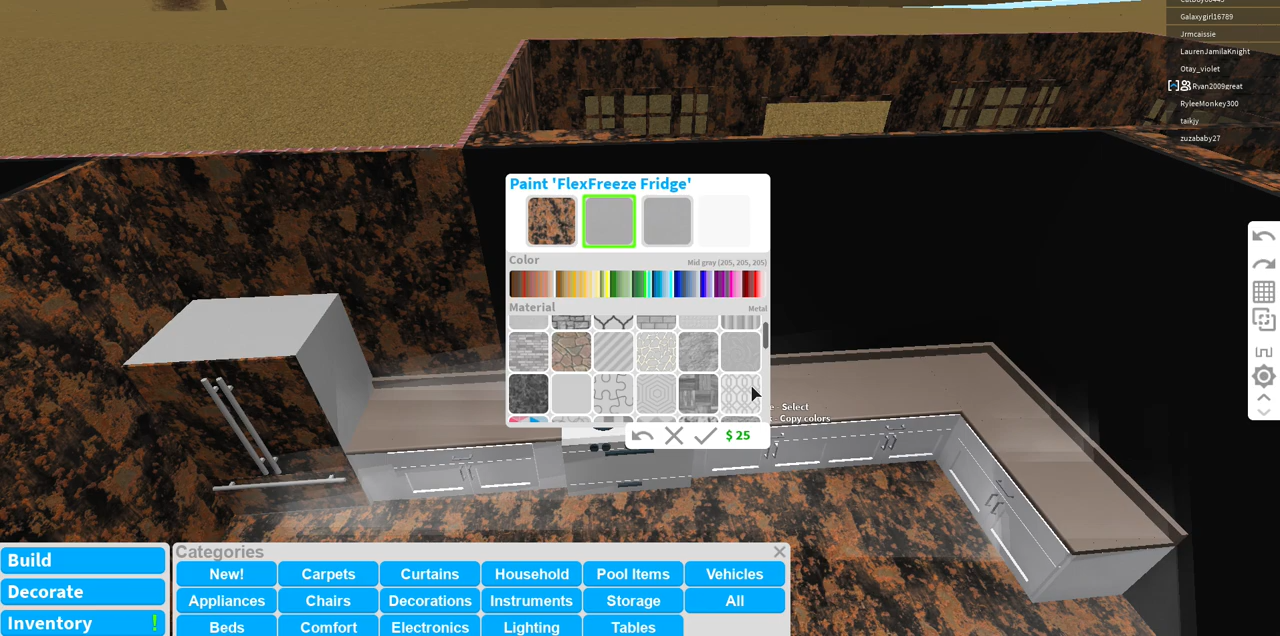 Galaxygirl16789
Jrmcaissie
LaurenJamilaKnight
Otay_violet
Rvan2009great
RyleeMonkey300
taikjy
zuzababy27
Paint 'FlexFreeze Fridge'
Color
Mid gray (205, 205, 205)
Material
Metal
- Select
Copy colors
$ 25
Build
Decorate
Inventory !
Categories
New! Carpets Curtains Household Pool Items Vehicles
Appliances Chairs Decorations Instruments Storage All
Beds Comfort Electronics Lighting Tables